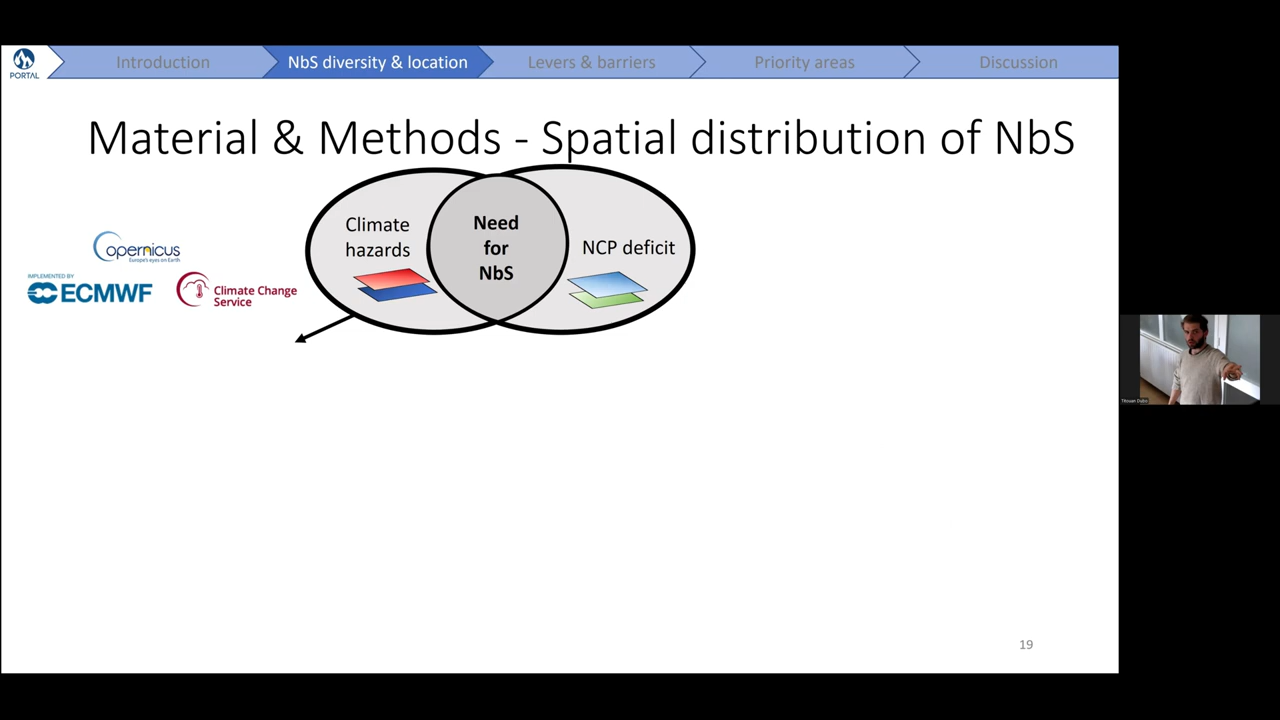 PORTAL
Introduction
NbS diversity & location
Levers & barriers
Priority areas
Discussion
Material & Methods - Spatial distribution of NbS
Climate
hazards
Need
for
NbS
NCP deficit
opernicus
Europe's eyes on Earth
IMPLEMENTED BY
ECMWF
Climate Change
Service
19